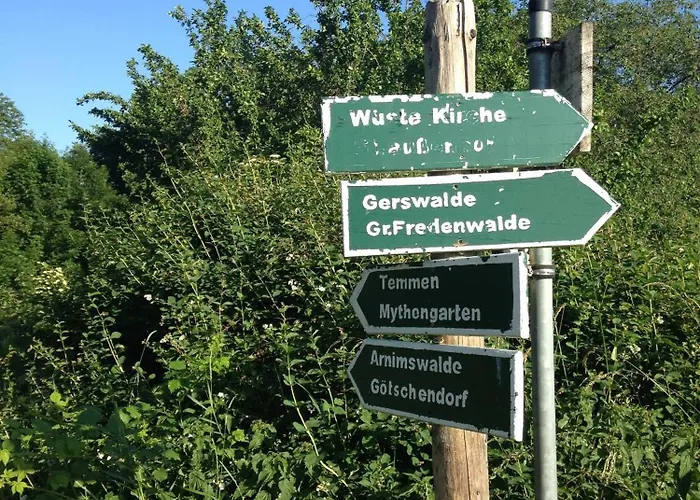 Wüste Kirche
Gerswalde
Gr.Fredenwalde
Temmen
Mythengarten
Arnimswalde
Götschendorf